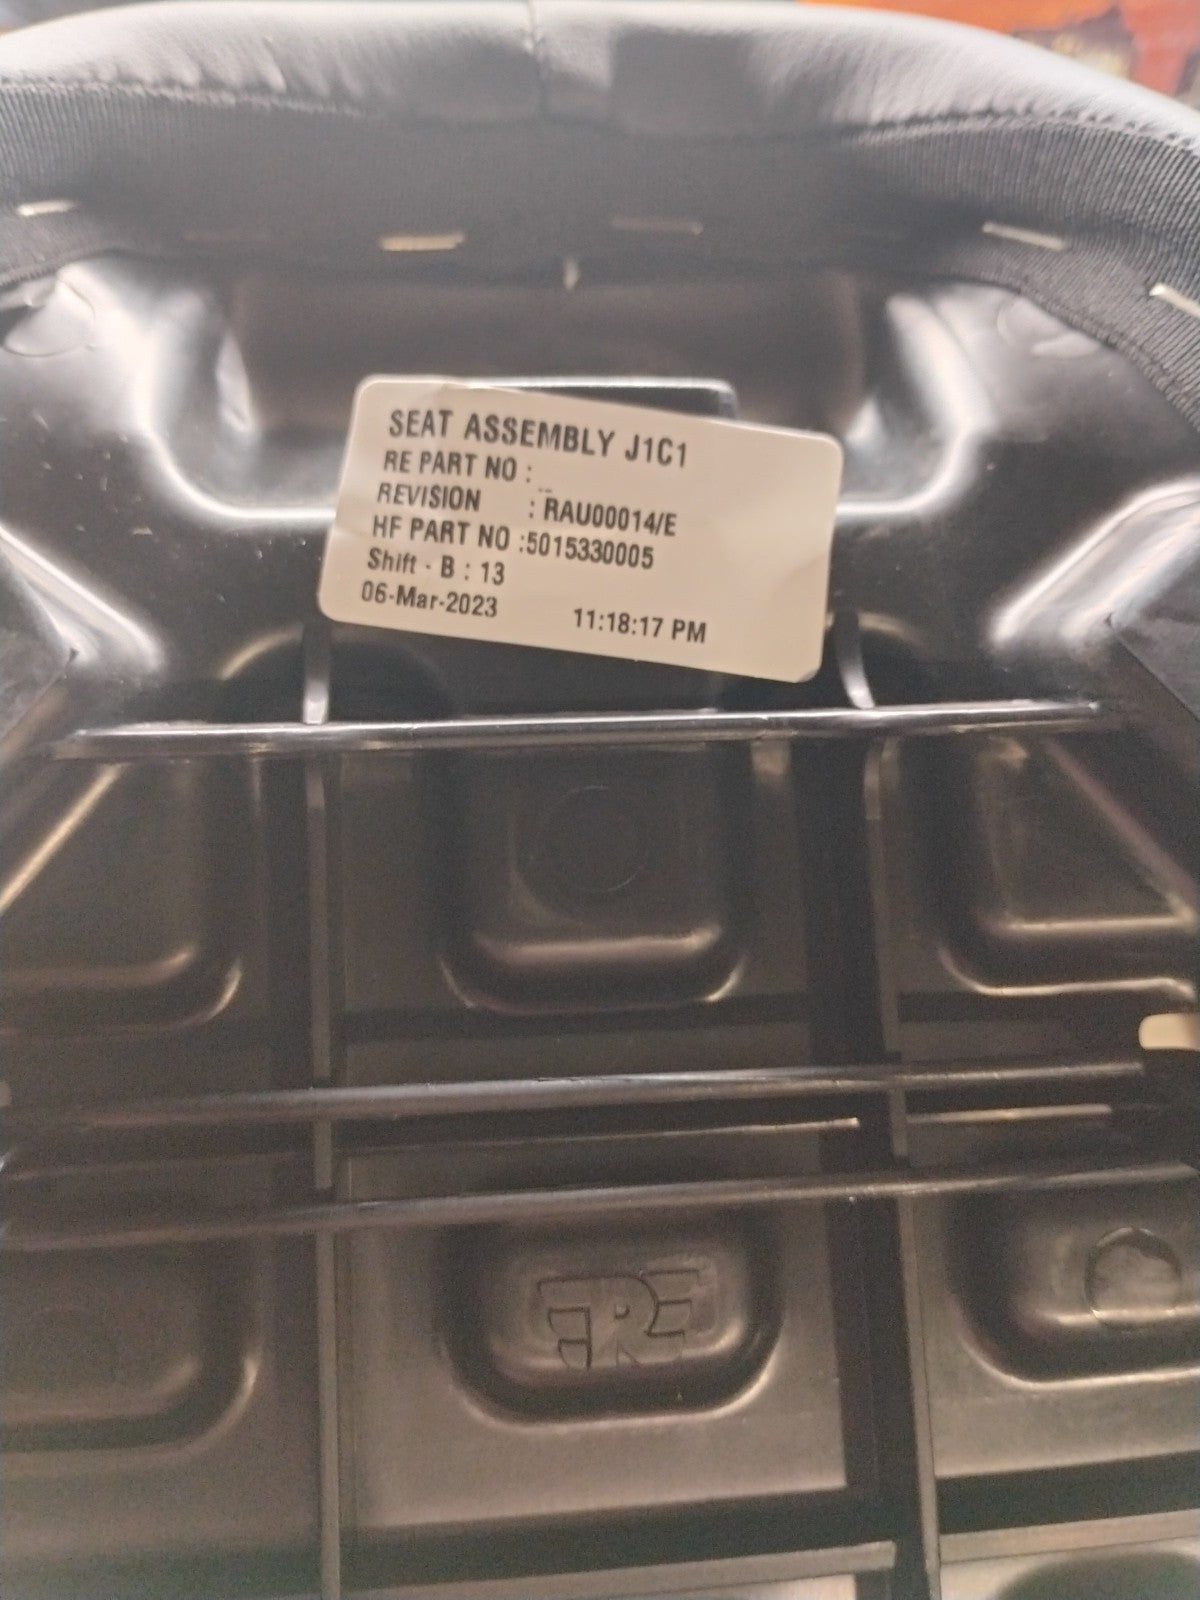 SEAT ASSEMBLY J1C1
RE PART NO : --
REVISION : RAU00014/E
HF PART NO :5015330005
Shift - B : 13
06-Mar-2023 11:18:17 PM
RE